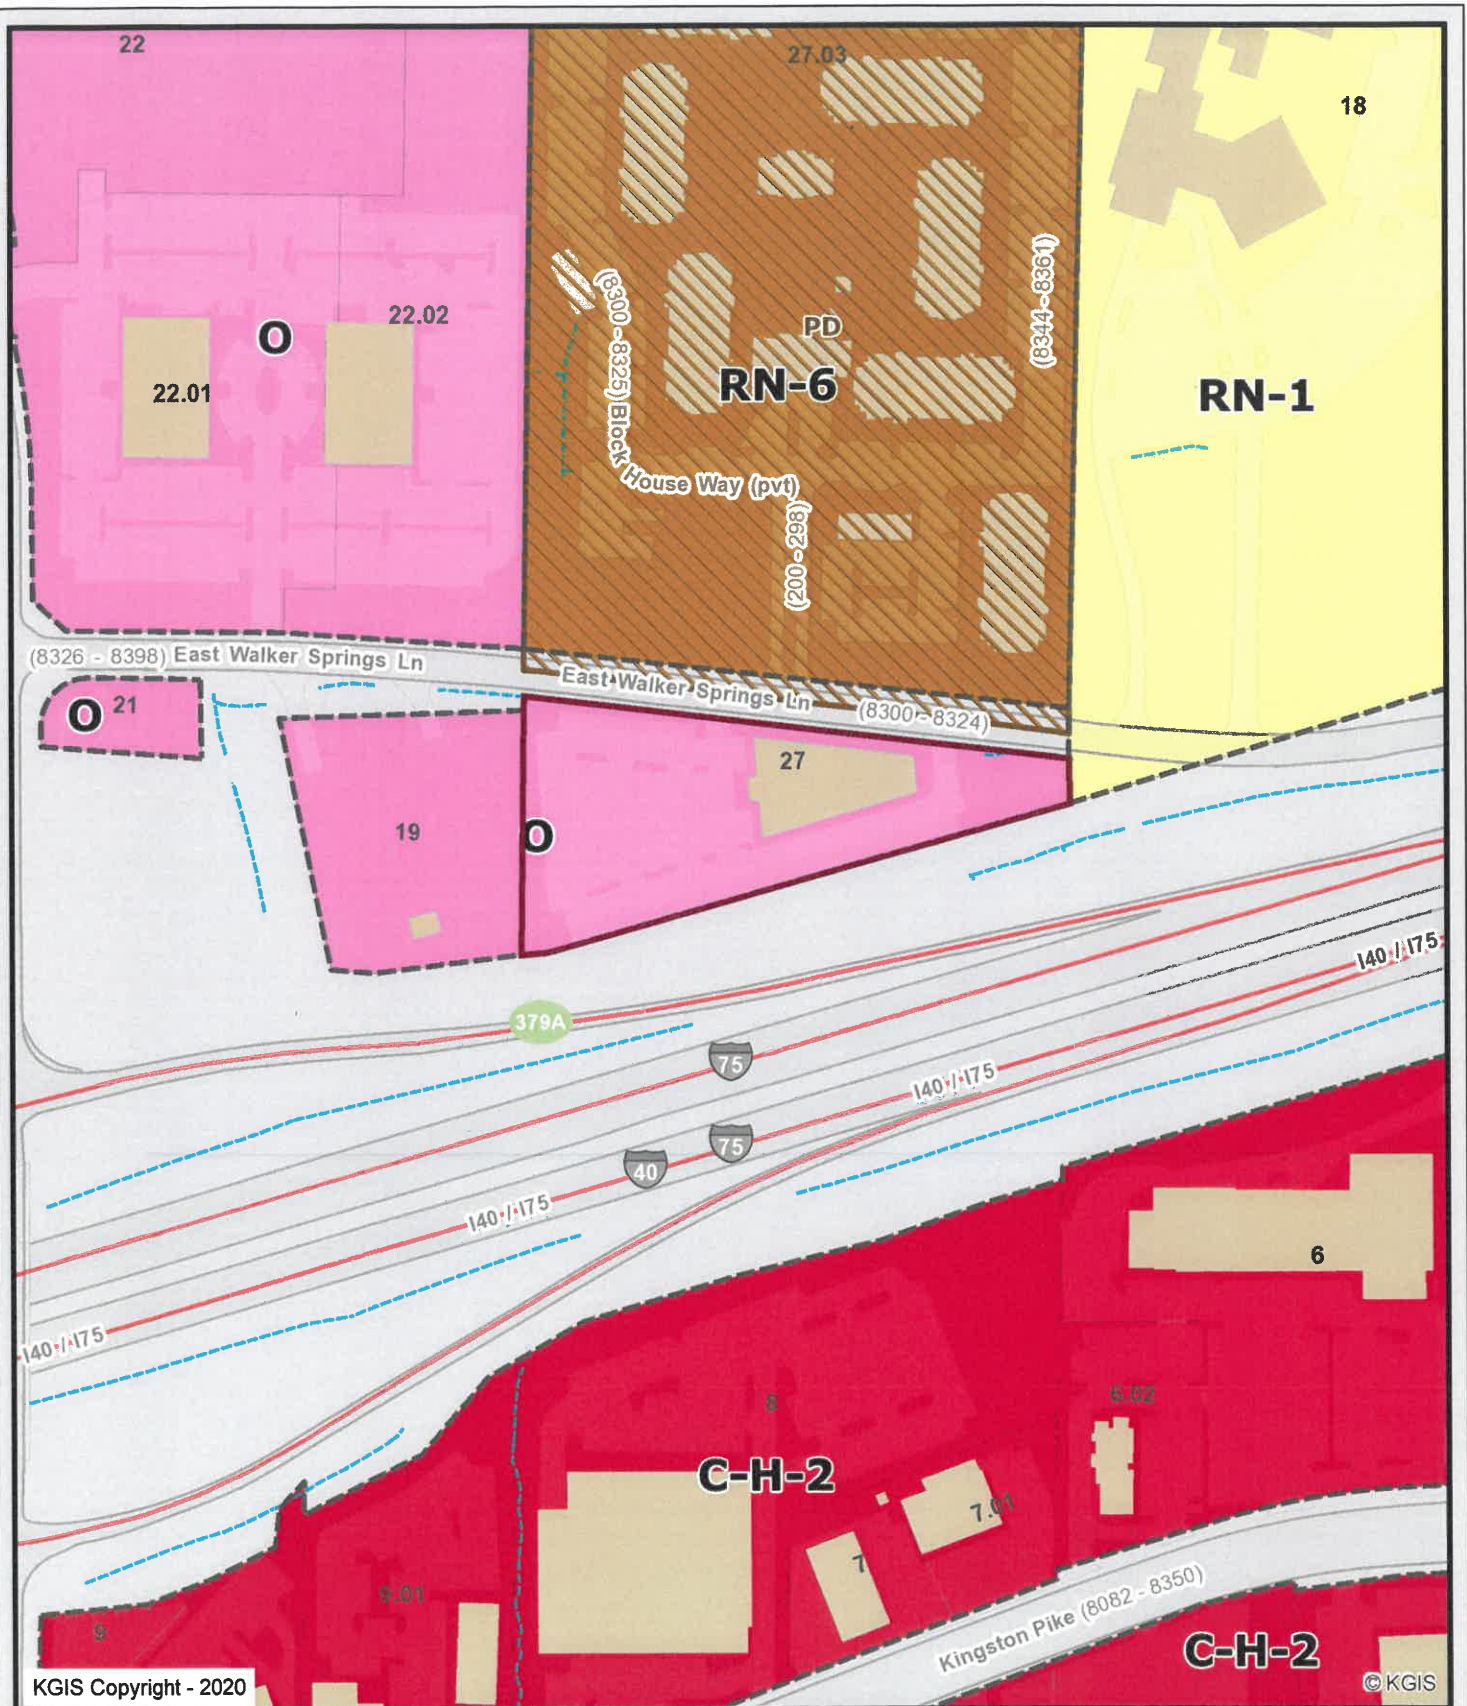 22
27.03
18
(8300 - 8325) Block House Way (pvt)
(8344 - 8361)
22.02
O
PD
RN-6
22.01
RN-1
(200 - 298)
(8326 - 8398) East Walker Springs Ln
East Walker Springs Ln (8300 - 8324)
O 21
27
19
O
I40 / I75
379A
75
I40 / I75
75
40
I40 / I75
6
I40 / I75
8
6.02
C-H-2
7.01
7
9.01
Kingston Pike (8082 - 8350)
9
C-H-2
KGIS Copyright - 2020
© KGIS